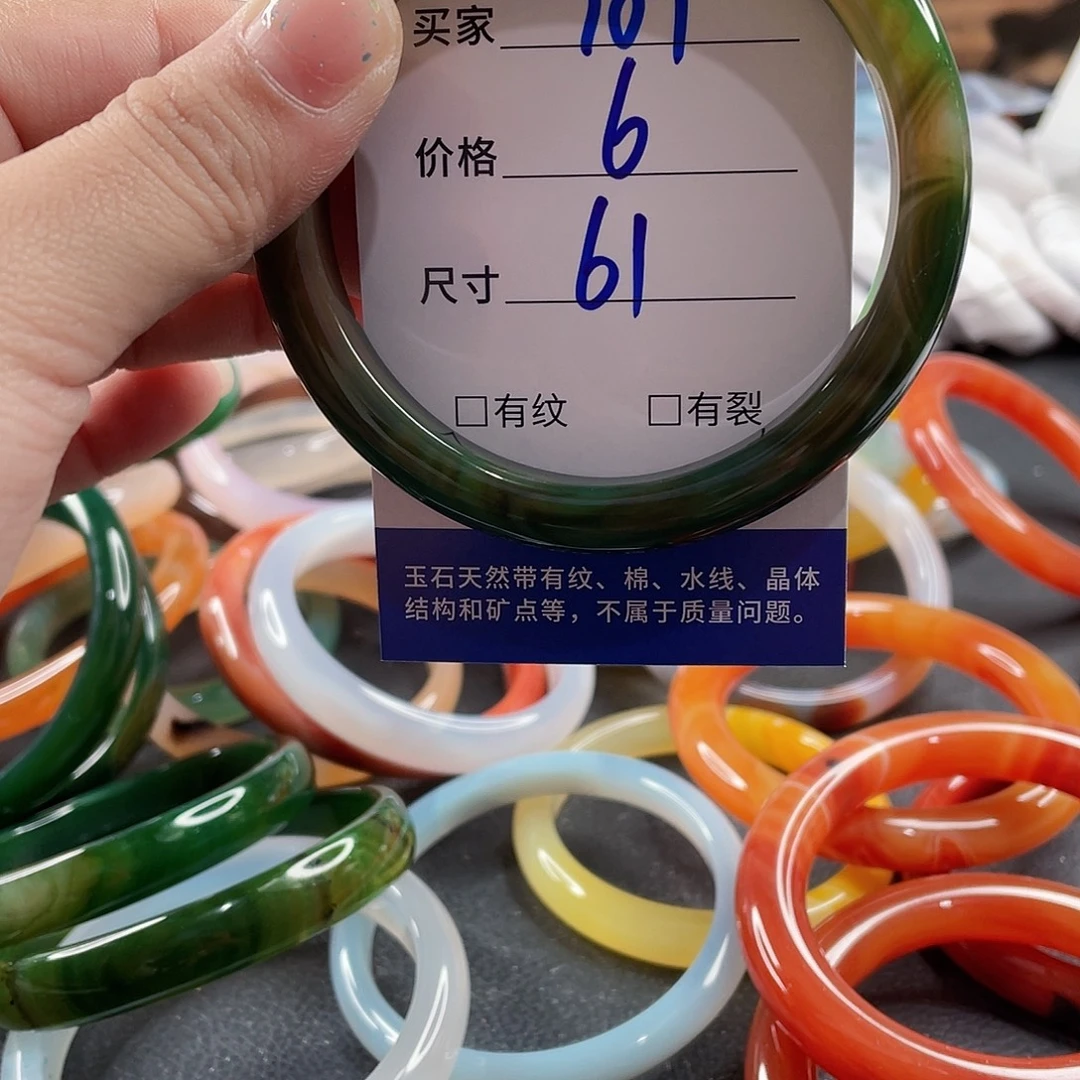 买家 101
价格 6
尺寸 61
□有纹 □有裂
玉石天然带有纹、棉、水线、晶体
结构和矿点等，不属于质量问题。